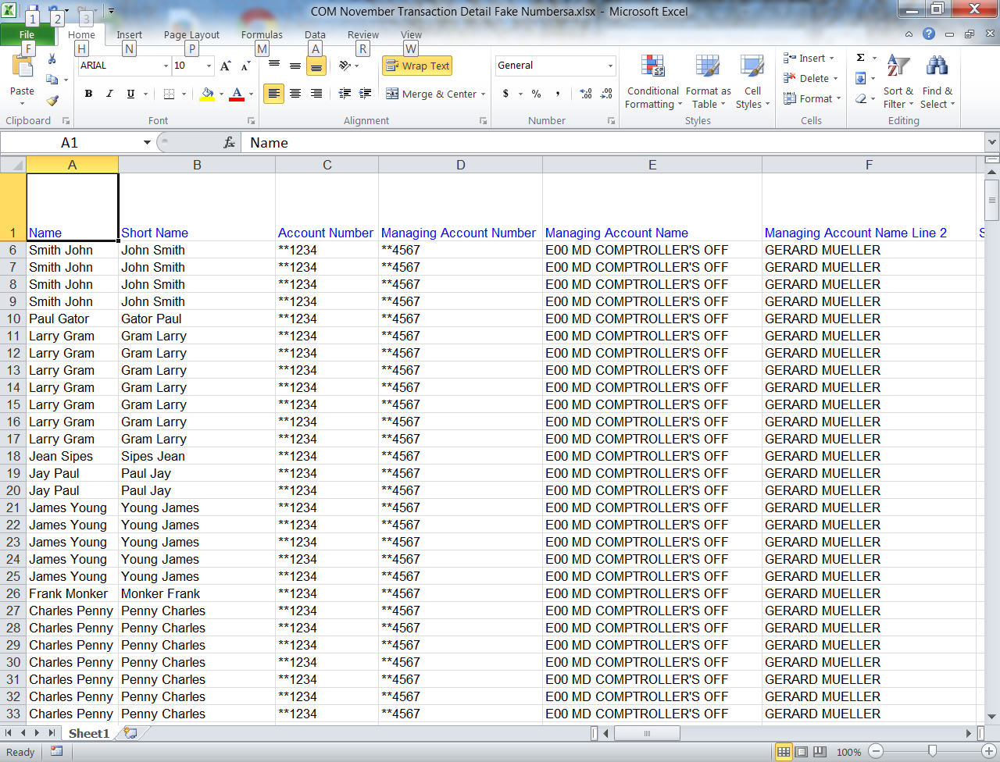 COM November Transaction Detail Fake Numbersa.xlsx - Microsoft Excel
1 2 3
File Home Insert Page Layout Formulas Data Review View
F H N P M A R W
Paste
ARIAL 10
B I U A
Wrap Text
Merge & Center
General
$ % , .00 .00
Conditional Formatting
Format as Table
Cell Styles
Insert
Delete
Format
Σ
Sort & Filter
Find & Select
Clipboard Font Alignment Number Styles Cells Editing
A1 fx Name
A B C D E F
1 Name Short Name Account Number Managing Account Number Managing Account Name Managing Account Name Line 2 S
6 Smith John John Smith **1234 **4567 E00 MD COMPTROLLER'S OFF GERARD MUELLER
7 Smith John John Smith **1234 **4567 E00 MD COMPTROLLER'S OFF GERARD MUELLER
8 Smith John John Smith **1234 **4567 E00 MD COMPTROLLER'S OFF GERARD MUELLER
9 Smith John John Smith **1234 **4567 E00 MD COMPTROLLER'S OFF GERARD MUELLER
10 Paul Gator Gator Paul **1234 **4567 E00 MD COMPTROLLER'S OFF GERARD MUELLER
11 Larry Gram Gram Larry **1234 **4567 E00 MD COMPTROLLER'S OFF GERARD MUELLER
12 Larry Gram Gram Larry **1234 **4567 E00 MD COMPTROLLER'S OFF GERARD MUELLER
13 Larry Gram Gram Larry **1234 **4567 E00 MD COMPTROLLER'S OFF GERARD MUELLER
14 Larry Gram Gram Larry **1234 **4567 E00 MD COMPTROLLER'S OFF GERARD MUELLER
15 Larry Gram Gram Larry **1234 **4567 E00 MD COMPTROLLER'S OFF GERARD MUELLER
16 Larry Gram Gram Larry **1234 **4567 E00 MD COMPTROLLER'S OFF GERARD MUELLER
17 Larry Gram Gram Larry **1234 **4567 E00 MD COMPTROLLER'S OFF GERARD MUELLER
18 Jean Sipes Sipes Jean **1234 **4567 E00 MD COMPTROLLER'S OFF GERARD MUELLER
19 Jay Paul Paul Jay **1234 **4567 E00 MD COMPTROLLER'S OFF GERARD MUELLER
20 Jay Paul Paul Jay **1234 **4567 E00 MD COMPTROLLER'S OFF GERARD MUELLER
21 James Young Young James **1234 **4567 E00 MD COMPTROLLER'S OFF GERARD MUELLER
22 James Young Young James **1234 **4567 E00 MD COMPTROLLER'S OFF GERARD MUELLER
23 James Young Young James **1234 **4567 E00 MD COMPTROLLER'S OFF GERARD MUELLER
24 James Young Young James **1234 **4567 E00 MD COMPTROLLER'S OFF GERARD MUELLER
25 James Young Young James **1234 **4567 E00 MD COMPTROLLER'S OFF GERARD MUELLER
26 Frank Monker Monker Frank **1234 **4567 E00 MD COMPTROLLER'S OFF GERARD MUELLER
27 Charles Penny Penny Charles **1234 **4567 E00 MD COMPTROLLER'S OFF GERARD MUELLER
28 Charles Penny Penny Charles **1234 **4567 E00 MD COMPTROLLER'S OFF GERARD MUELLER
29 Charles Penny Penny Charles **1234 **4567 E00 MD COMPTROLLER'S OFF GERARD MUELLER
30 Charles Penny Penny Charles **1234 **4567 E00 MD COMPTROLLER'S OFF GERARD MUELLER
31 Charles Penny Penny Charles **1234 **4567 E00 MD COMPTROLLER'S OFF GERARD MUELLER
32 Charles Penny Penny Charles **1234 **4567 E00 MD COMPTROLLER'S OFF GERARD MUELLER
33 Charles Penny Penny Charles **1234 **4567 E00 MD COMPTROLLER'S OFF GERARD MUELLER
Sheet1
Ready 100%